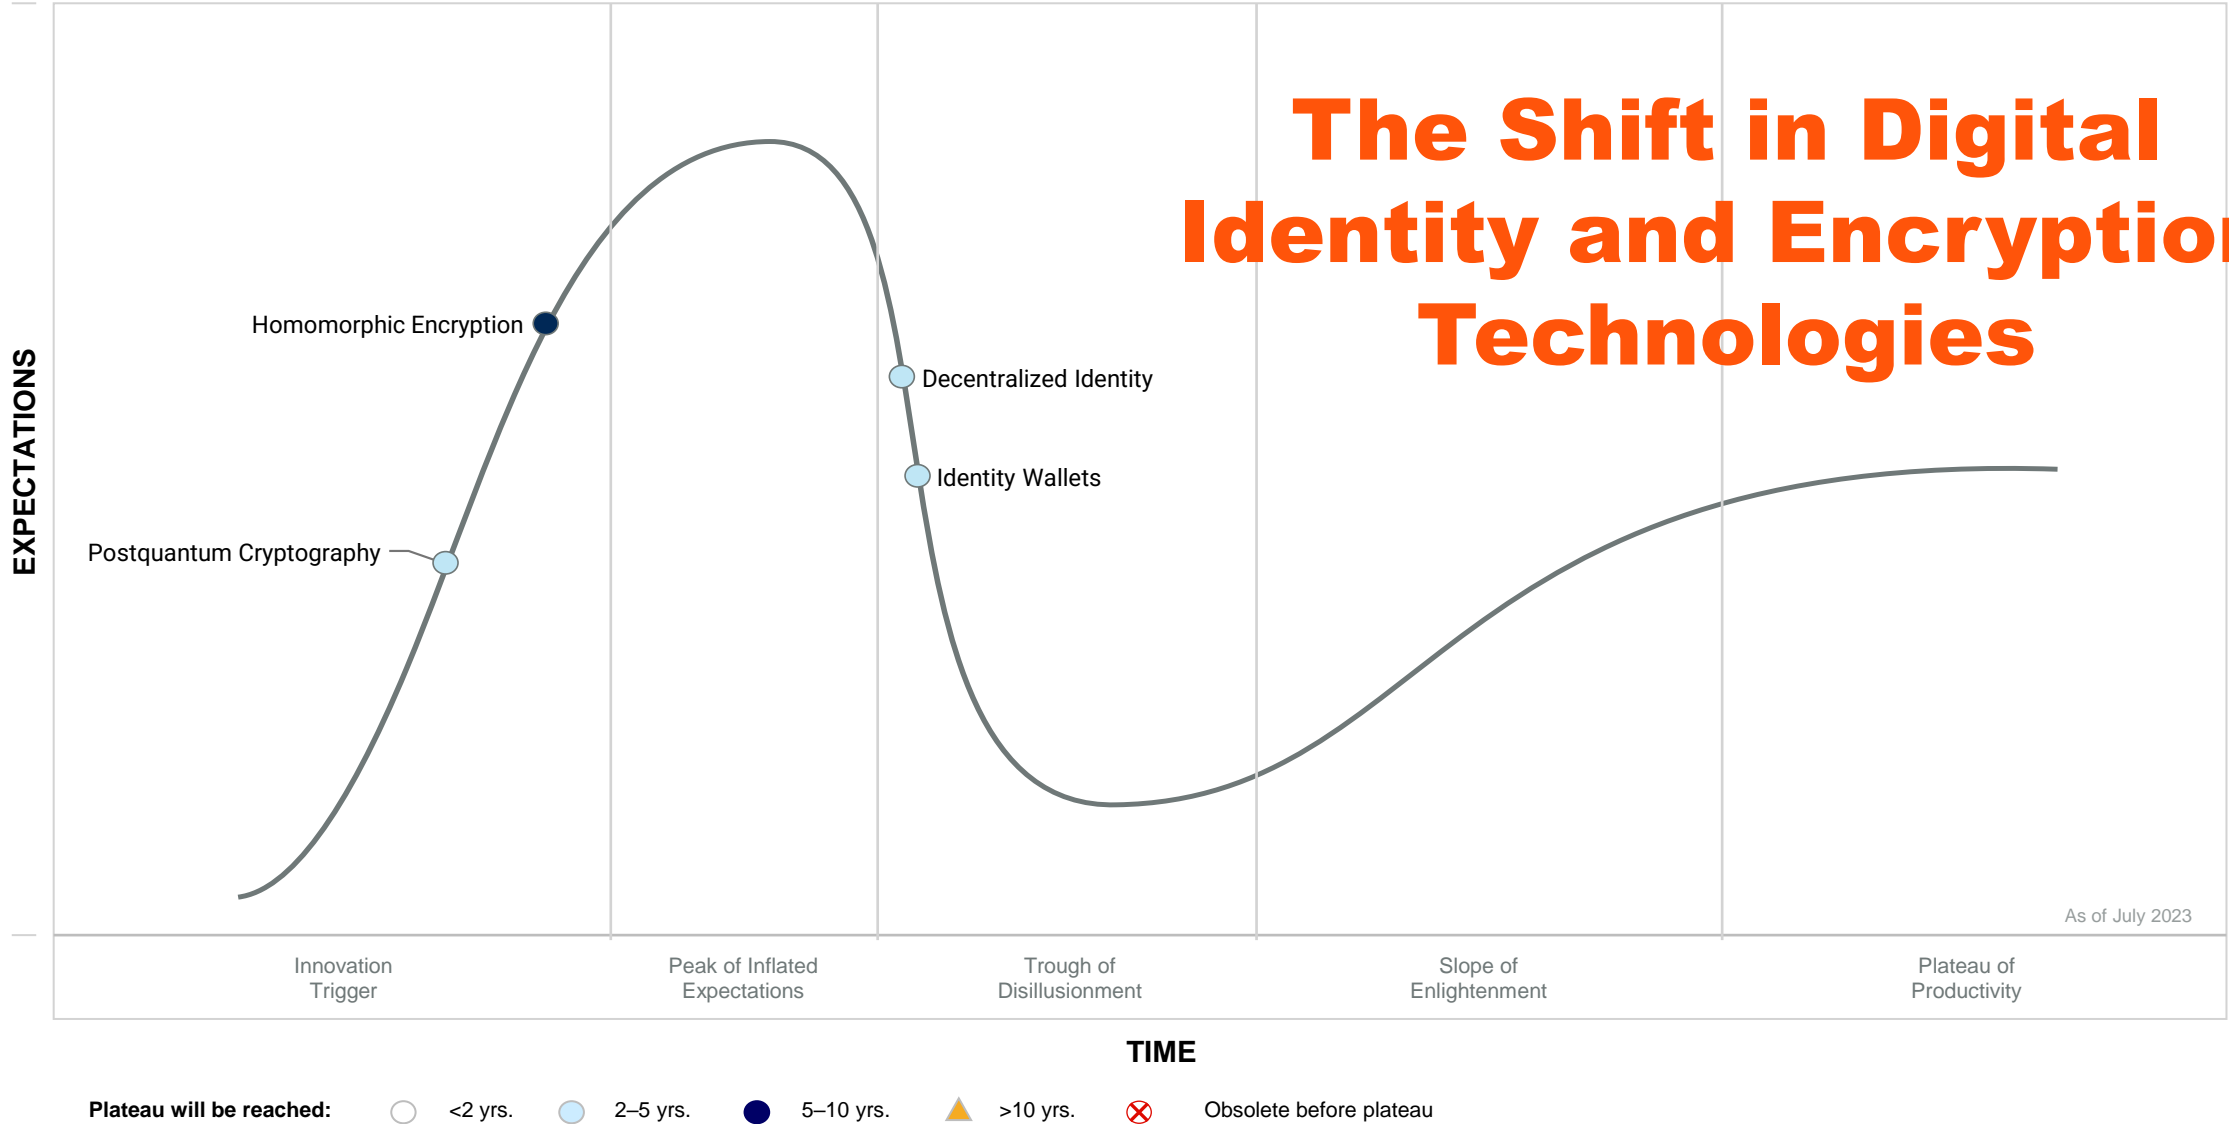 The Shift in Digital
Identity and Encryption
Technologies
Homomorphic Encryption
Decentralized Identity
Identity Wallets
Postquantum Cryptography
EXPECTATIONS
As of July 2023
Innovation
Trigger
Peak of Inflated
Expectations
Trough of
Disillusionment
Slope of
Enlightenment
Plateau of
Productivity
TIME
Plateau will be reached: <2 yrs. 2–5 yrs. 5–10 yrs. >10 yrs. Obsolete before plateau